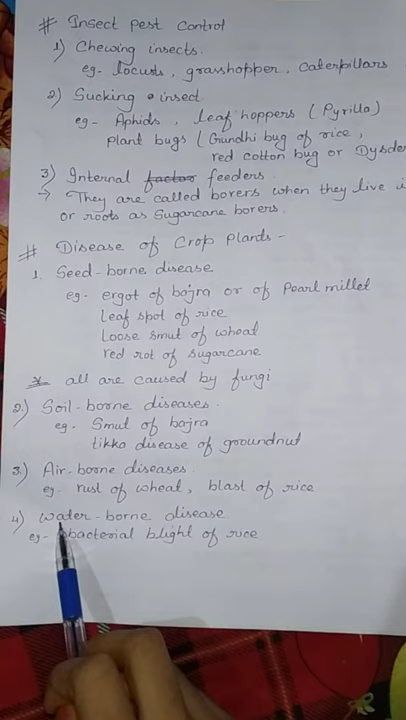 # Insect Pest Control
1) Chewing insects.
eg- locusts, grasshopper, Caterpillars
2) Sucking insect
eg- Aphids, Leaf hoppers (Pyrilla)
Plant bugs (Gundhi bug of rice,
red cotton bug or Dysder
3) Internal factor feeders.
→ They are called borers when they live i
or roots as Sugarcane borers.
# Disease of Crop Plants -
1. Seed-borne disease
eg- ergot of bajra or of Pearl millet
Leaf spot of rice
Loose smut of wheat
red rot of sugarcane
* all are caused by fungi
2.) Soil-borne diseases.
eg. Smut of bajra
tikka disease of groundnut
3.) Air-borne diseases.
eg- rust of wheat, blast of rice
4) Water-borne disease
eg- bacterial blight of rice